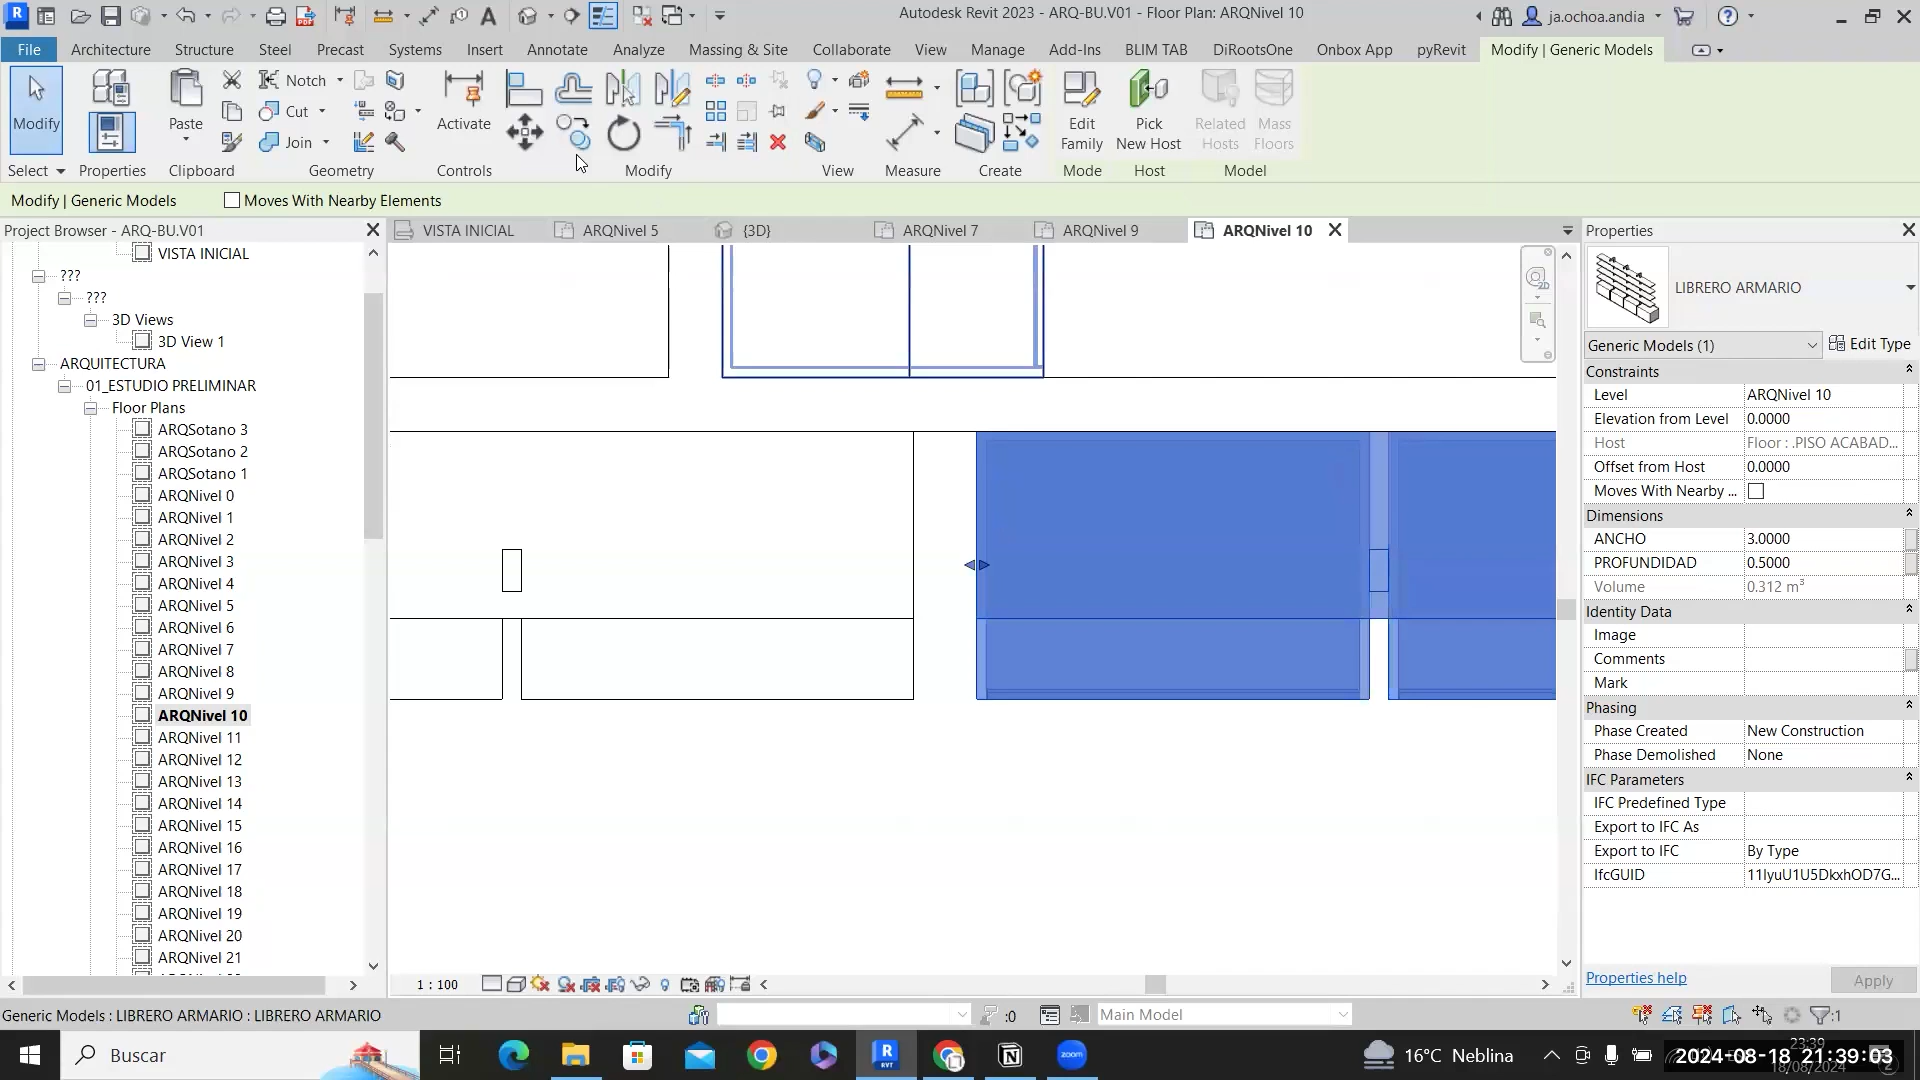 Autodesk Revit 2023 - ARQ-BU.V01 - Floor Plan: ARQNivel 10
ja.ochoa.andia
File Architecture Structure Steel Precast Systems Insert Annotate Analyze Massing & Site Collaborate View Manage Add-Ins BLIM TAB DiRootsOne Onbox App pyRevit Modify | Generic Models
Modify
Paste
Notch
Cut
Join
Activate
Edit Family
Pick New Host
Related Hosts
Mass Floors
Select Properties Clipboard Geometry Controls Modify View Measure Create Mode Host Model
Modify | Generic Models Moves With Nearby Elements
Project Browser - ARQ-BU.V01
VISTA INICIAL ARQNivel 5 {3D} ARQNivel 7 ARQNivel 9 ARQNivel 10
Properties
VISTA INICIAL
???
???
3D Views
3D View 1
ARQUITECTURA
01_ESTUDIO PRELIMINAR
Floor Plans
ARQSotano 3
ARQSotano 2
ARQSotano 1
ARQNivel 0
ARQNivel 1
ARQNivel 2
ARQNivel 3
ARQNivel 4
ARQNivel 5
ARQNivel 6
ARQNivel 7
ARQNivel 8
ARQNivel 9
ARQNivel 10
ARQNivel 11
ARQNivel 12
ARQNivel 13
ARQNivel 14
ARQNivel 15
ARQNivel 16
ARQNivel 17
ARQNivel 18
ARQNivel 19
ARQNivel 20
ARQNivel 21
2D
LIBRERO ARMARIO
Generic Models (1) Edit Type
Constraints
Level ARQNivel 10
Elevation from Level 0.0000
Host Floor : .PISO ACABAD...
Offset from Host 0.0000
Moves With Nearby ...
Dimensions
ANCHO 3.0000
PROFUNDIDAD 0.5000
Volume 0.312 m³
Identity Data
Image
Comments
Mark
Phasing
Phase Created New Construction
Phase Demolished None
IFC Parameters
IFC Predefined Type
Export to IFC As
Export to IFC By Type
IfcGUID 11lyuU1U5DkxhOD7G...
Properties help Apply
1 : 100
Generic Models : LIBRERO ARMARIO : LIBRERO ARMARIO
:0
Main Model
:1
Buscar
RVT
zoom
16°C Neblina
23:39
18/08/2024
2024-08-18 21:39:03
2